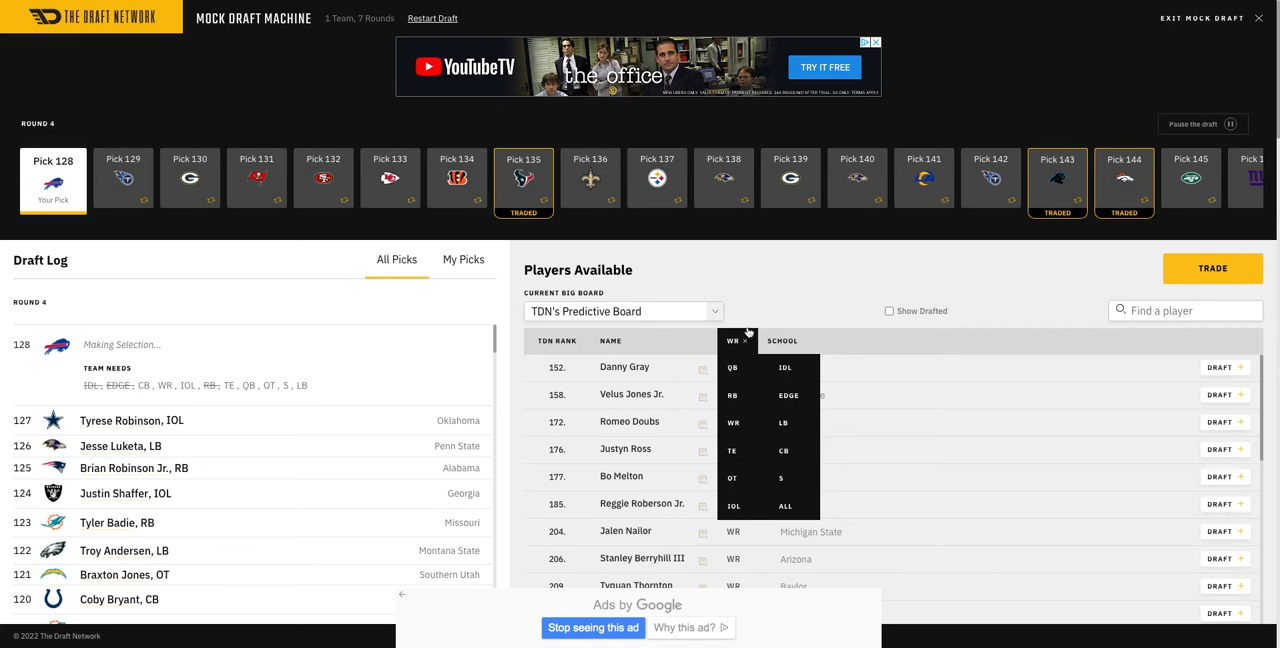 THE DRAFT NETWORK
MOCK DRAFT MACHINE
1 Team, 7 Rounds
Restart Draft
EXIT MOCK DRAFT
YouTubeTV
the office
TRY IT FREE
ROUND 4
Pause the draft
Pick 128
Your Pick
Pick 129
Pick 130
Pick 131
Pick 132
Pick 133
Pick 134
Pick 135
TRADED
Pick 136
Pick 137
Pick 138
Pick 139
Pick 140
Pick 141
Pick 142
Pick 143
TRADED
Pick 144
TRADED
Pick 145
Pick 1
Draft Log
All Picks
My Picks
ROUND 4
128 Making Selection...
TEAM NEEDS
IDL, EDGE, CB, WR, IOL, RB, TE, QB, OT, S, LB
127 Tyrese Robinson, IOL Oklahoma
126 Jesse Luketa, LB Penn State
125 Brian Robinson Jr., RB Alabama
124 Justin Shaffer, IOL Georgia
123 Tyler Badie, RB Missouri
122 Troy Andersen, LB Montana State
121 Braxton Jones, OT Southern Utah
120 Coby Bryant, CB
Players Available
TRADE
CURRENT BIG BOARD
TDN's Predictive Board
Show Drafted
Find a player
TDN RANK NAME WR × SCHOOL
152. Danny Gray DRAFT +
158. Velus Jones Jr. DRAFT +
172. Romeo Doubs DRAFT +
176. Justyn Ross DRAFT +
177. Bo Melton DRAFT +
185. Reggie Roberson Jr. DRAFT +
204. Jalen Nailor WR Michigan State DRAFT +
206. Stanley Berryhill III WR Arizona DRAFT +
209. Tyquan Thornton WR Baylor DRAFT +
DRAFT +
QB IDL
RB EDGE
WR LB
TE CB
OT S
IOL ALL
Ads by Google
Stop seeing this ad
Why this ad?
© 2022 The Draft Network